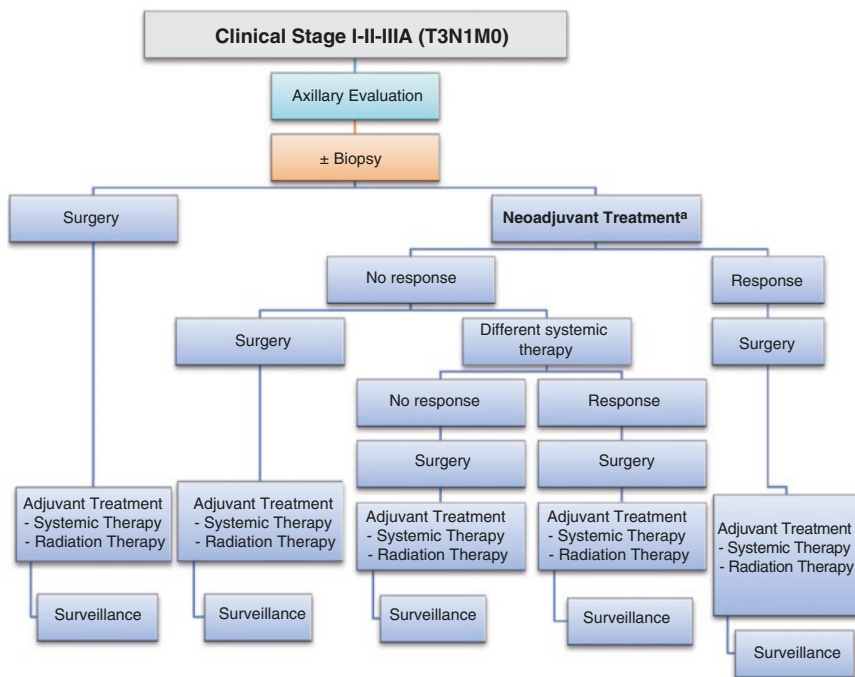 Clinical Stage I-II-IIIA (T3N1M0)
Axillary Evaluation
± Biopsy
Surgery
Neoadjuvant Treatmentᵃ
No response
Response
Surgery
Different systemic
therapy
Surgery
No response
Response
Surgery
Surgery
Adjuvant Treatment
- Systemic Therapy
- Radiation Therapy
Adjuvant Treatment
- Systemic Therapy
- Radiation Therapy
Adjuvant Treatment
- Systemic Therapy
- Radiation Therapy
Adjuvant Treatment
- Systemic Therapy
- Radiation Therapy
Adjuvant Treatment
- Systemic Therapy
- Radiation Therapy
Surveillance
Surveillance
Surveillance
Surveillance
Surveillance